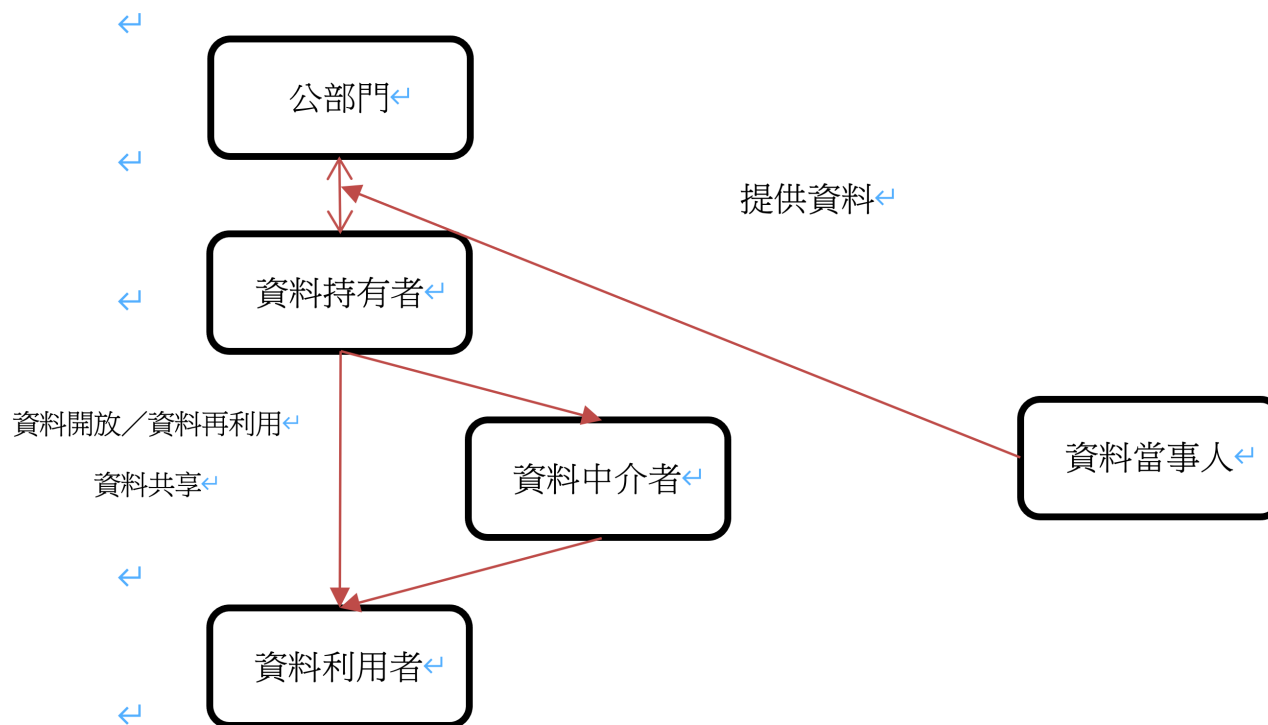 公部門
提供資料
資料持有者
資料開放／資料再利用
資料當事人
資料中介者
資料共享
資料利用者